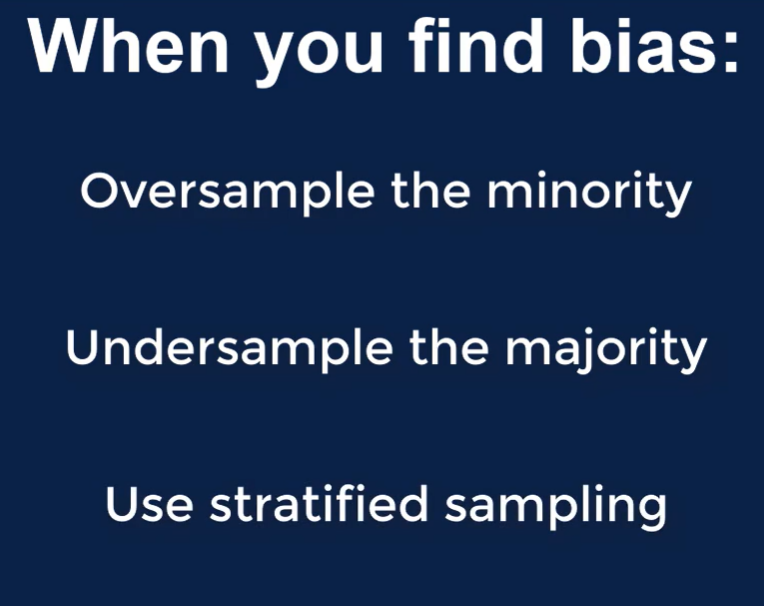 When you find bias:
Oversample the minority
Undersample the majority
Use stratified sampling